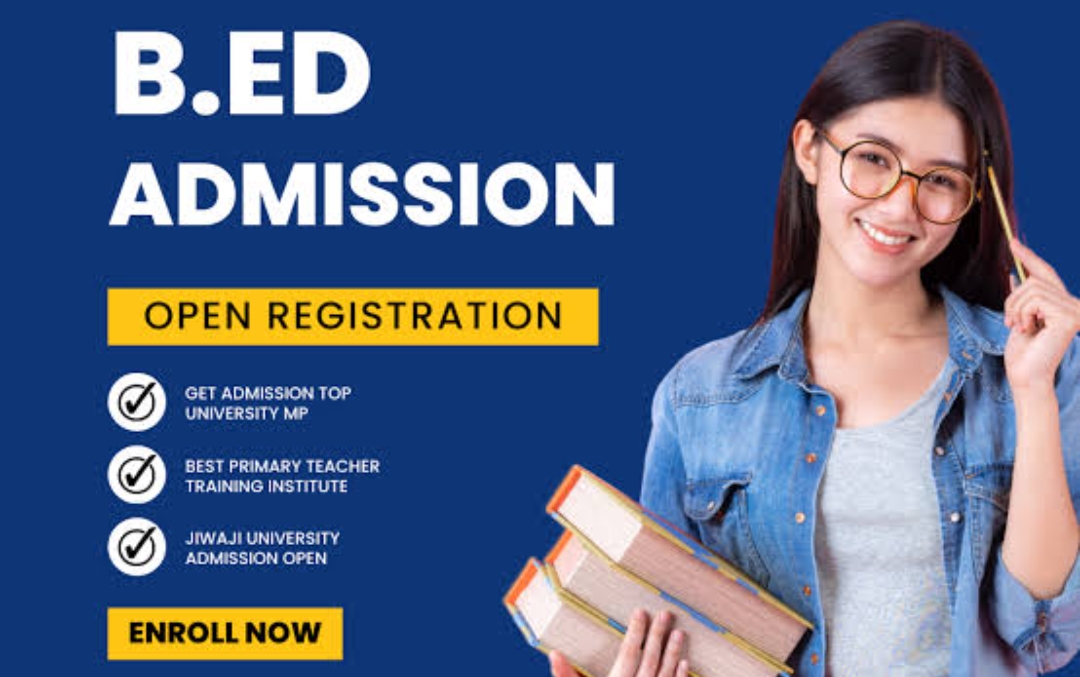 B.ED
ADMISSION
OPEN REGISTRATION
GET ADMISSION TOP
UNIVERSITY MP
BEST PRIMARY TEACHER
TRAINING INSTITUTE
JIWAJI UNIVERSITY
ADMISSION OPEN
ENROLL NOW